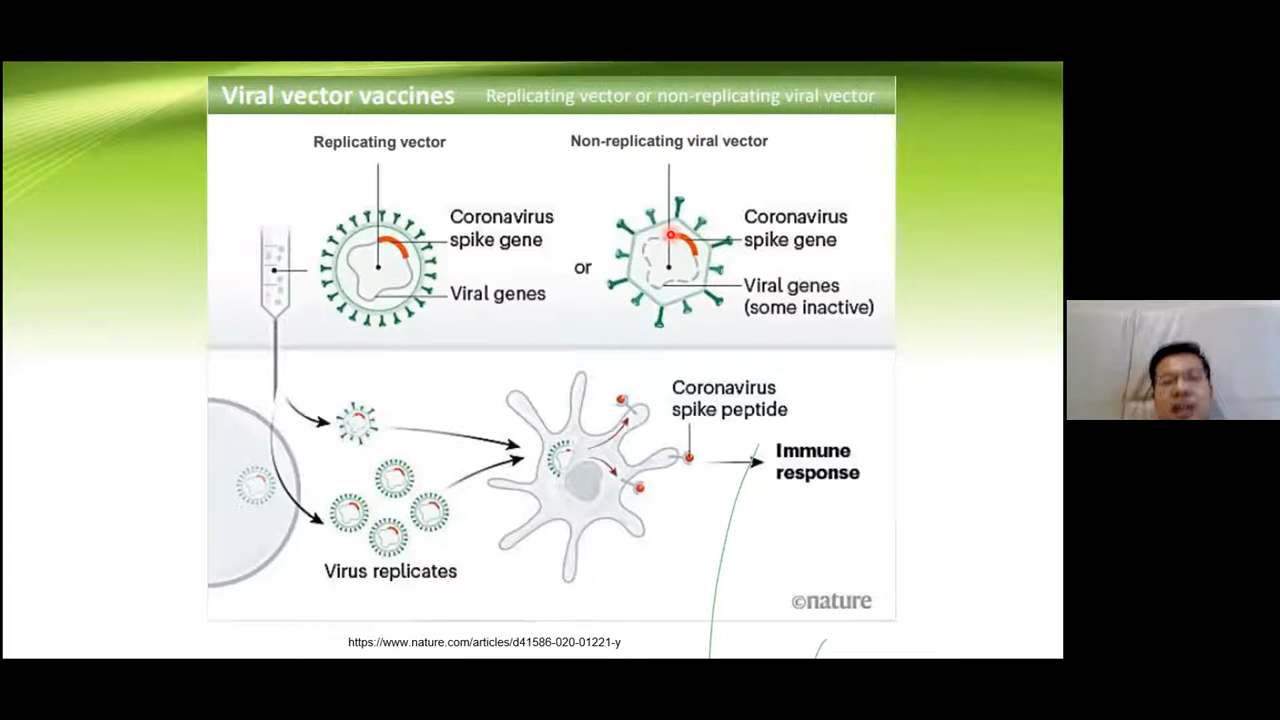 Viral vector vaccines Replicating vector or non-replicating viral vector
Replicating vector
Non-replicating viral vector
Coronavirus
spike gene
Viral genes
or
Coronavirus
spike gene
Viral genes
(some inactive)
Coronavirus
spike peptide
Immune
response
Virus replicates
©nature
https://www.nature.com/articles/d41586-020-01221-y